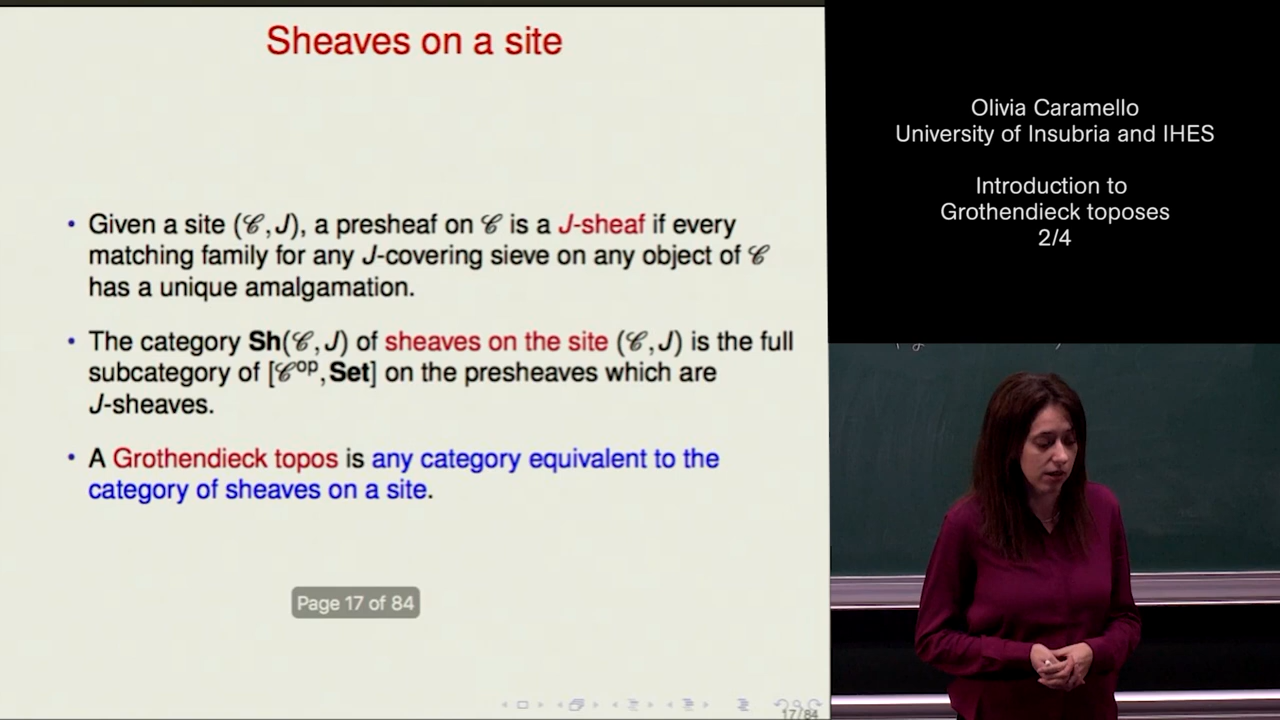 Sheaves on a site
• Given a site (𝒞, J), a presheaf on 𝒞 is a J-sheaf if every
matching family for any J-covering sieve on any object of 𝒞
has a unique amalgamation.
• The category Sh(𝒞, J) of sheaves on the site (𝒞, J) is the full
subcategory of [𝒞ᵒᵖ, Set] on the presheaves which are
J-sheaves.
• A Grothendieck topos is any category equivalent to the
category of sheaves on a site.
Page 17 of 84
17/84
Olivia Caramello
University of Insubria and IHES
Introduction to
Grothendieck toposes
2/4